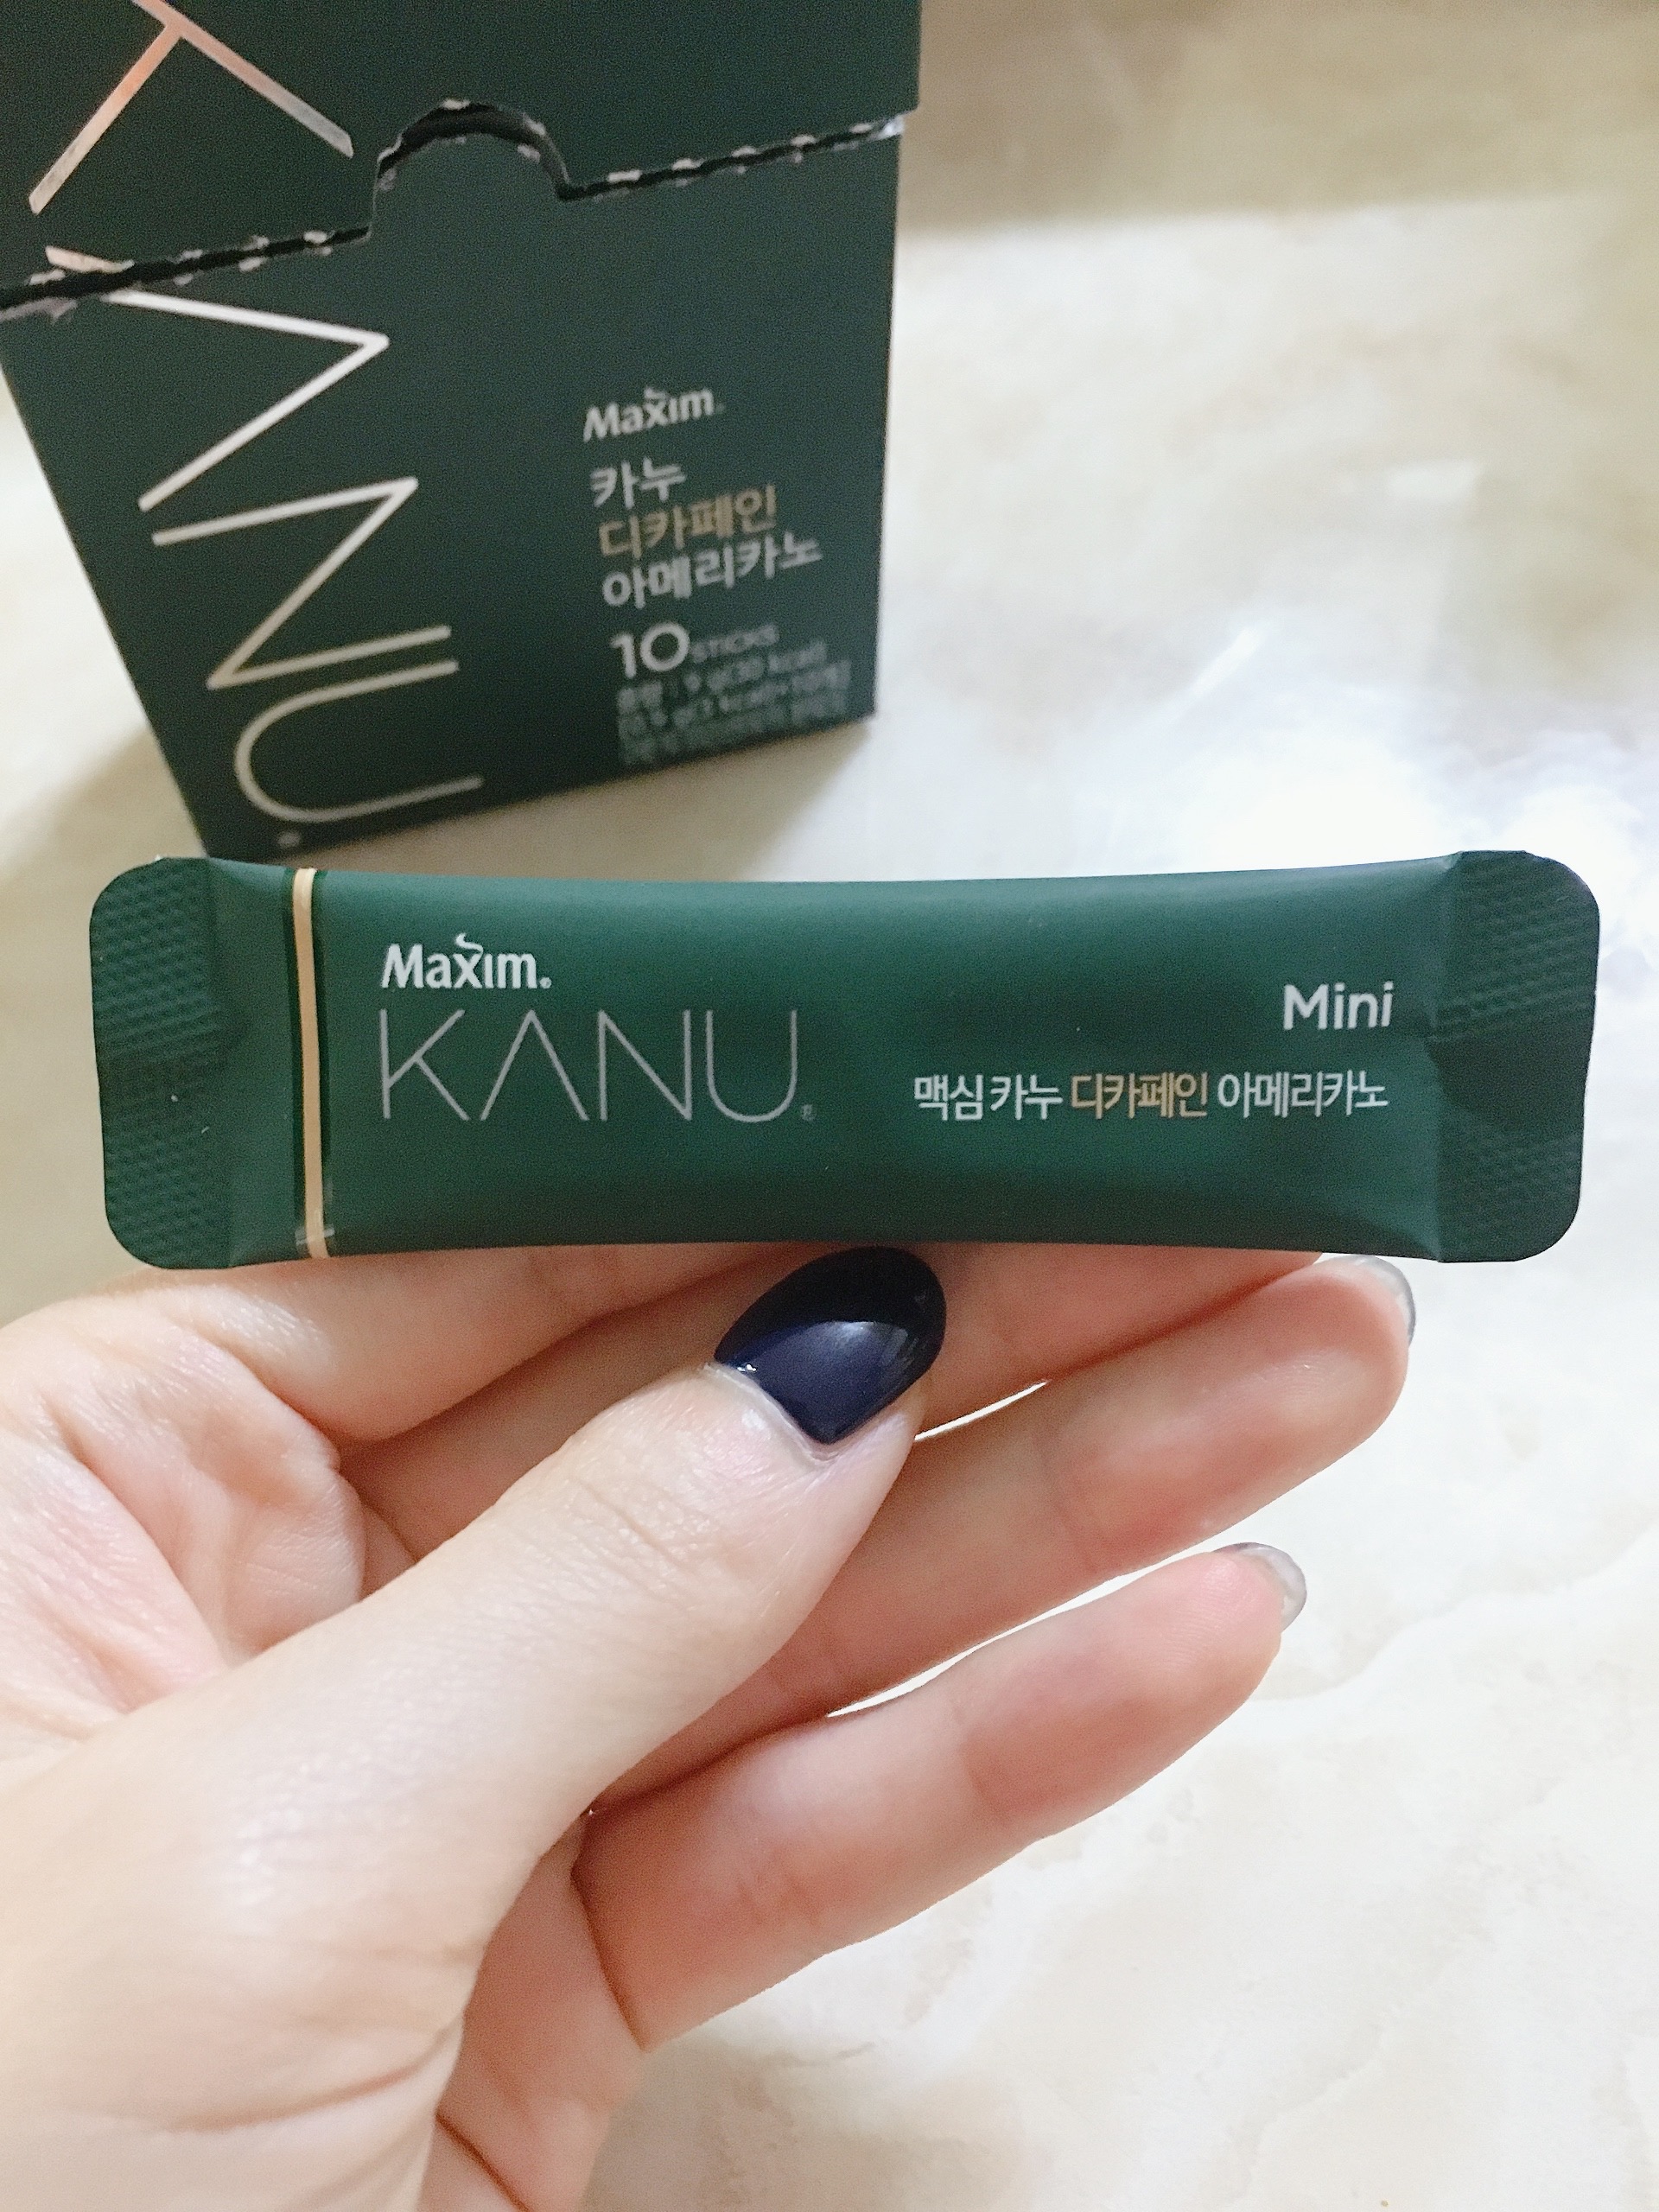 KANU
Maxim
카누
디카페인
아메리카노
10 STICKS
Maxim
KANU
Mini
맥심 카누 디카페인 아메리카노